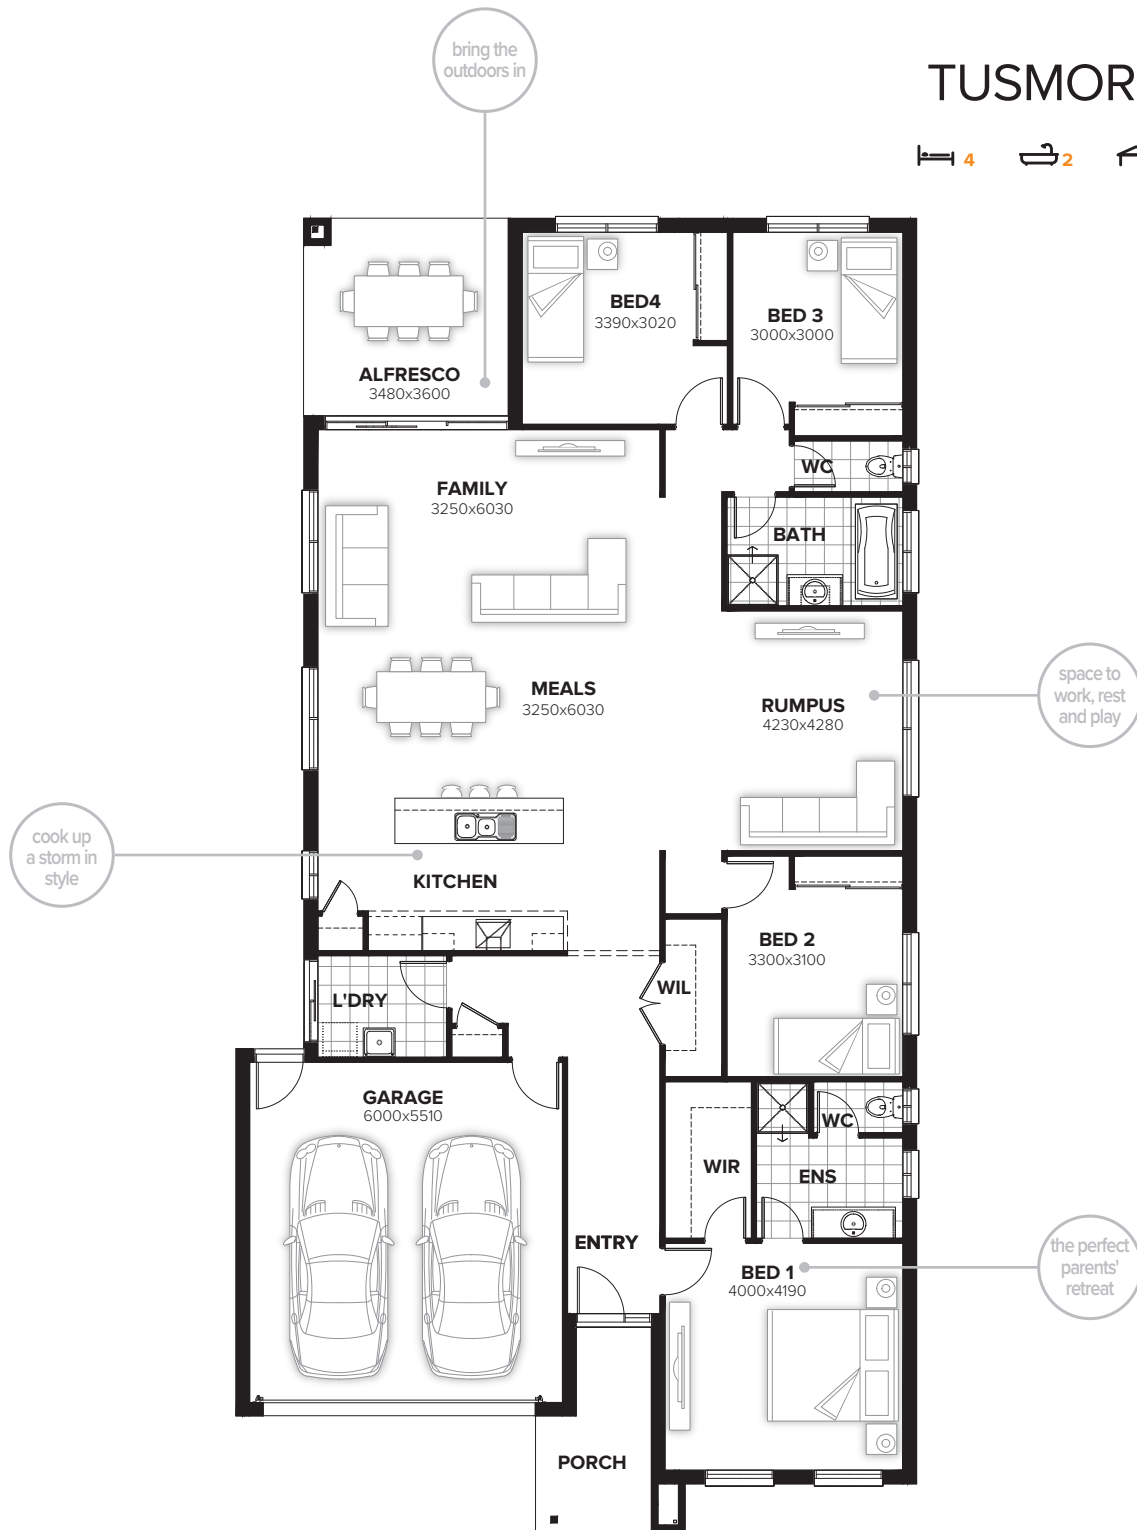 bring the
outdoors in
TUSMOR
4
2
BED4
3390x3020
BED 3
3000x3000
ALFRESCO
3480x3600
WC
FAMILY
3250x6030
BATH
MEALS
3250x6030
RUMPUS
4230x4280
space to
work, rest
and play
cook up
a storm in
style
KITCHEN
BED 2
3300x3100
WIL
L'DRY
GARAGE
6000x5510
WC
WIR
ENS
ENTRY
BED 1
4000x4190
the perfect
parents'
retreat
PORCH